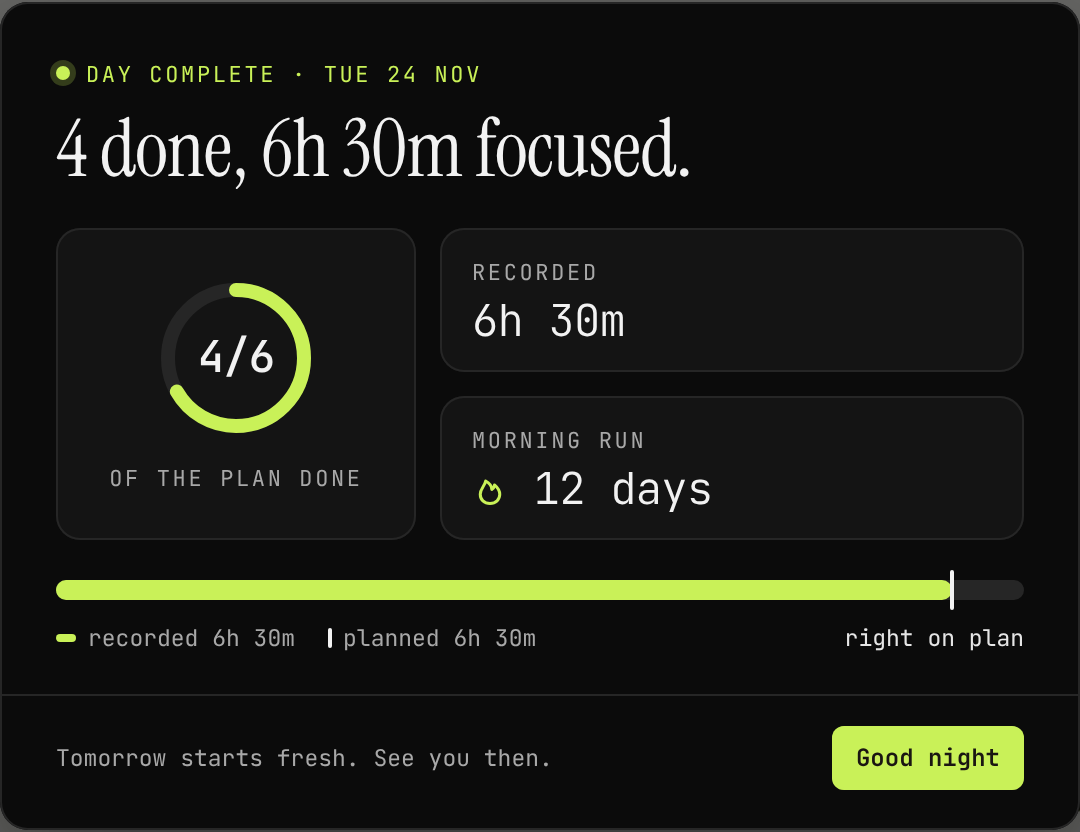 DAY COMPLETE · TUE 24 NOV
4 done, 6h 30m focused.
4/6
OF THE PLAN DONE
RECORDED
6h 30m
MORNING RUN
12 days
recorded 6h 30m
planned 6h 30m
right on plan
Tomorrow starts fresh. See you then.
Good night